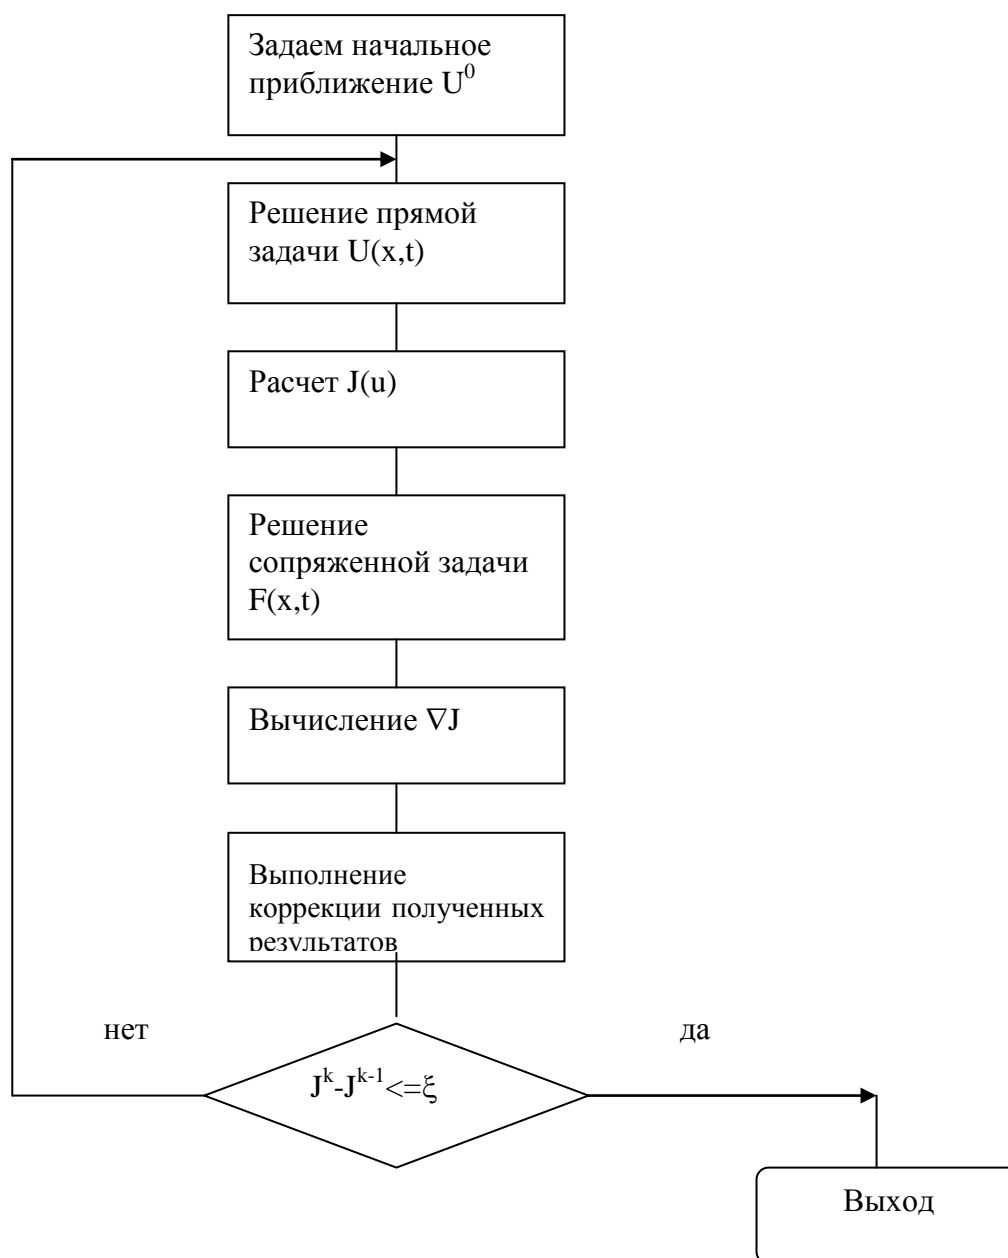 Задаем начальное
приближение U⁰
Решение прямой
задачи U(x,t)
Расчет J(u)
Решение
сопряженной задачи
F(x,t)
Вычисление ∇J
Выполнение
коррекции полученных
результатов
нет
да
Jᵏ-Jᵏ⁻¹<=ξ
Выход